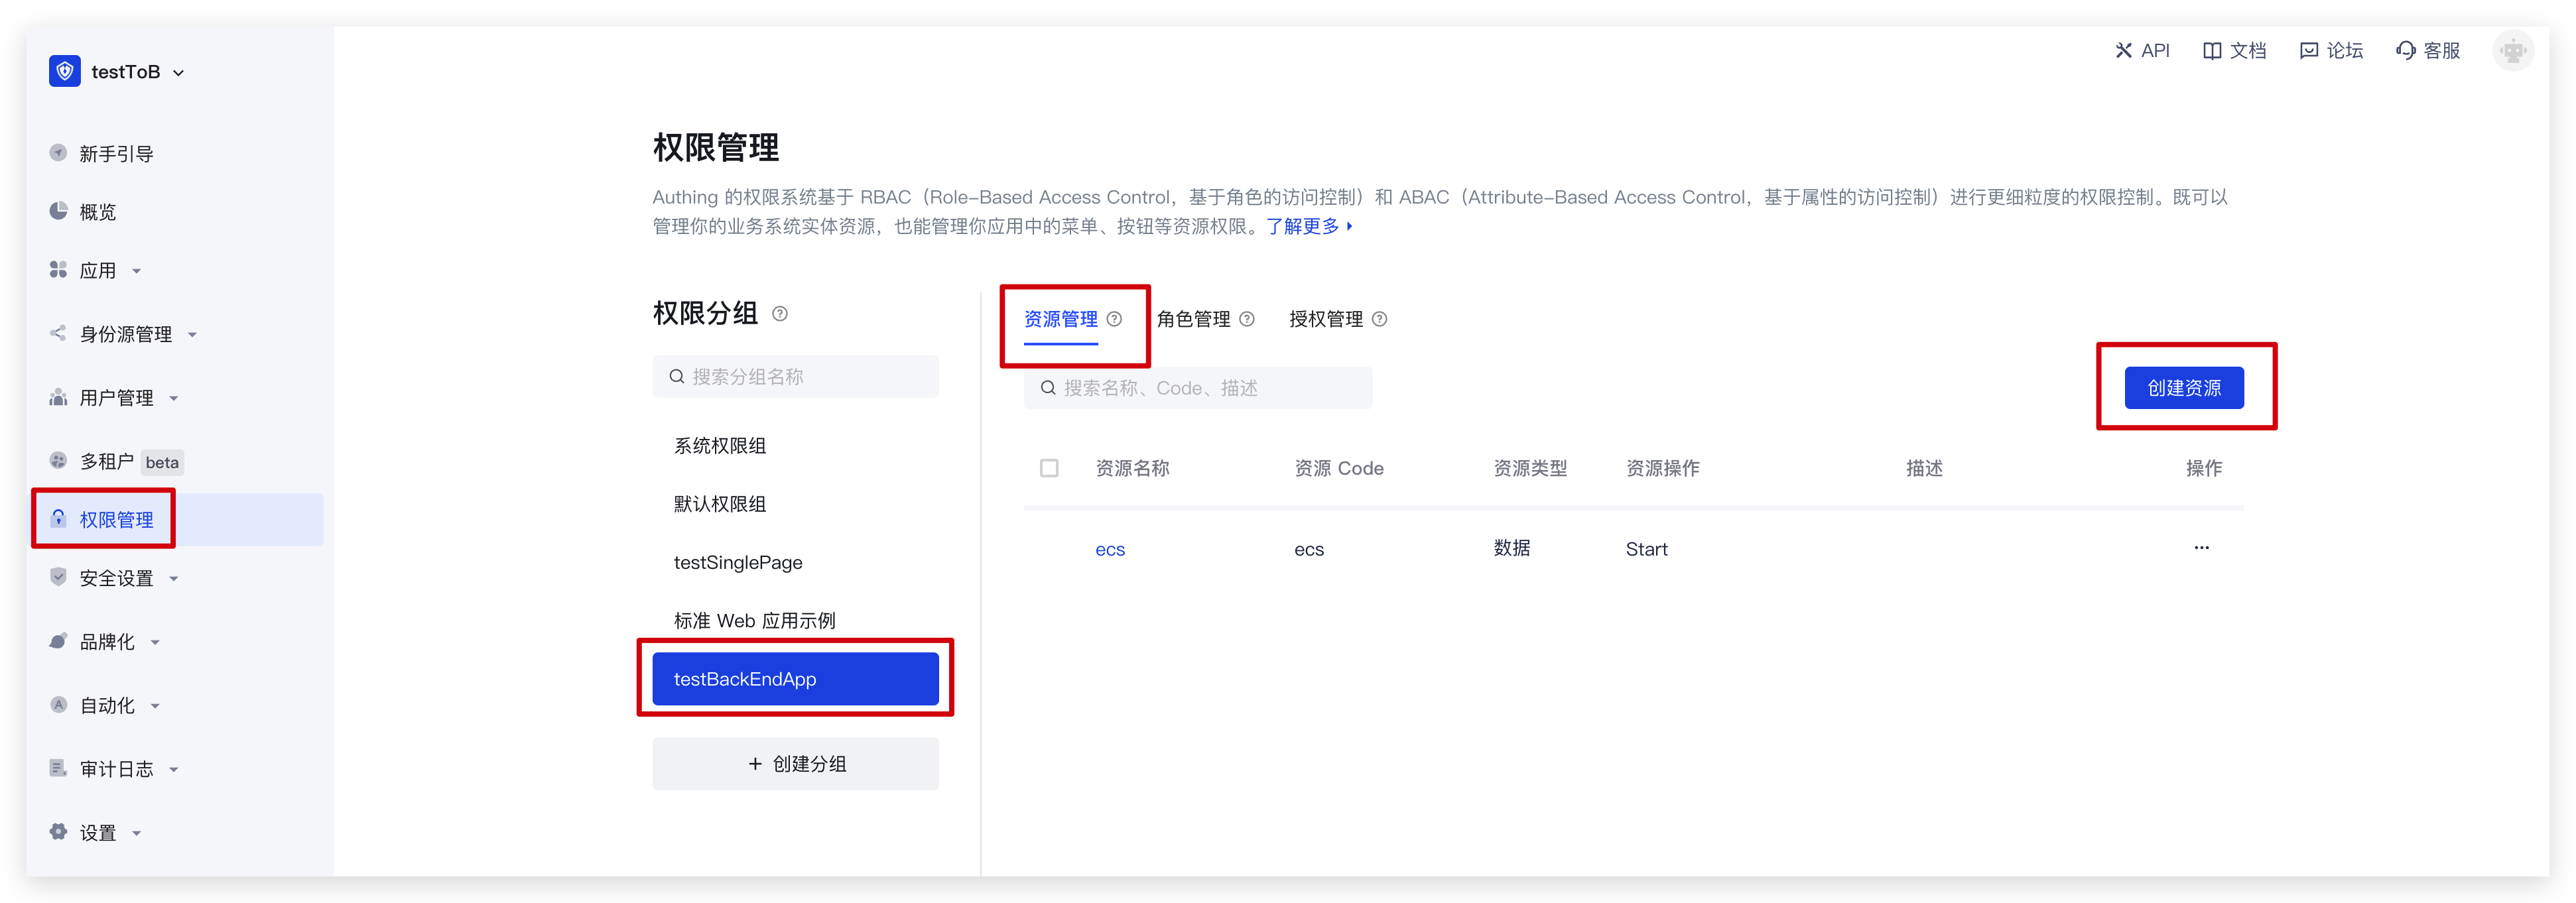 testToB
API 文档 论坛 客服
新手引导
概览
应用
身份源管理
用户管理
多租户 beta
权限管理
安全设置
品牌化
自动化
审计日志
设置
权限管理
Authing 的权限系统基于 RBAC（Role-Based Access Control，基于角色的访问控制）和 ABAC（Attribute-Based Access Control，基于属性的访问控制）进行更细粒度的权限控制。既可以
管理你的业务系统实体资源，也能管理你应用中的菜单、按钮等资源权限。了解更多
权限分组
搜索分组名称
系统权限组
默认权限组
testSinglePage
标准 Web 应用示例
testBackEndApp
+ 创建分组
资源管理 角色管理 授权管理
搜索名称、Code、描述
创建资源
资源名称 资源 Code 资源类型 资源操作 描述 操作
ecs ecs 数据 Start ···